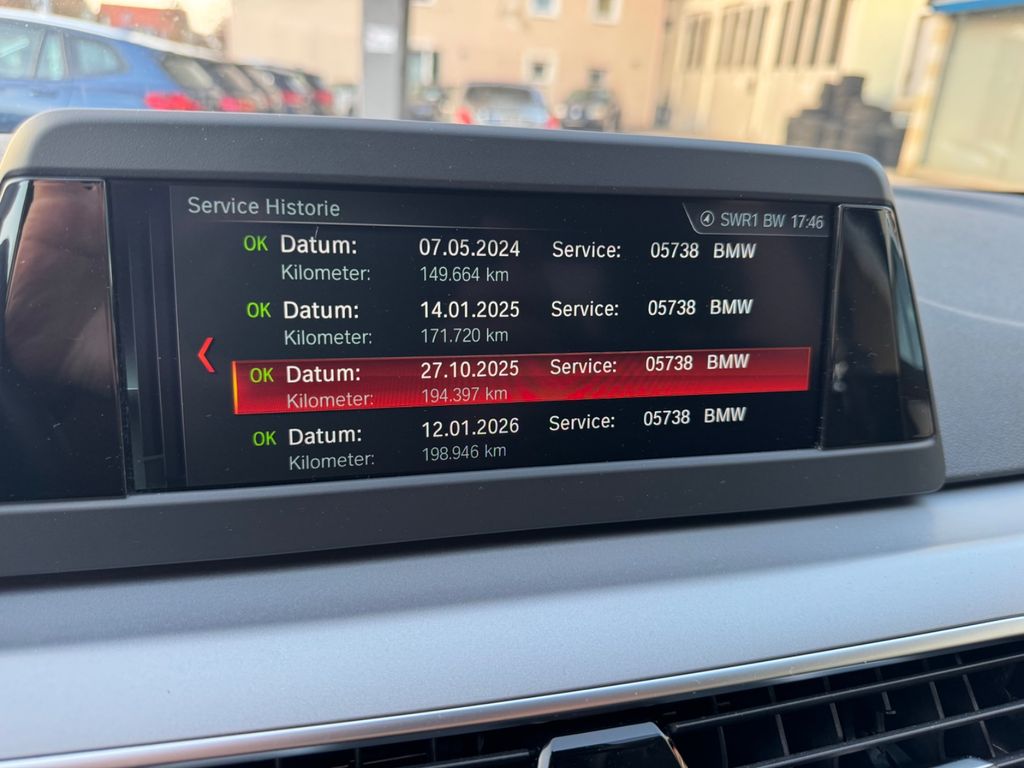 Service Historie
SWR1 BW 17:46
OK Datum: 07.05.2024 Service: 05738 BMW
Kilometer: 149.664 km
OK Datum: 14.01.2025 Service: 05738 BMW
Kilometer: 171.720 km
OK Datum: 27.10.2025 Service: 05738 BMW
Kilometer: 194.397 km
OK Datum: 12.01.2026 Service: 05738 BMW
Kilometer: 198.946 km